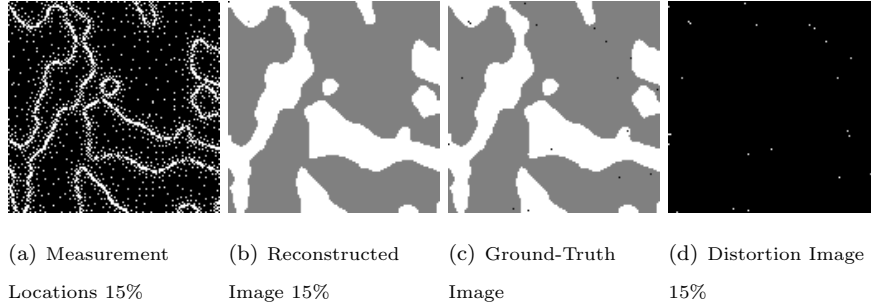 (a) Measurement
Locations 15%
(b) Reconstructed
Image 15%
(c) Ground-Truth
Image
(d) Distortion Image
15%